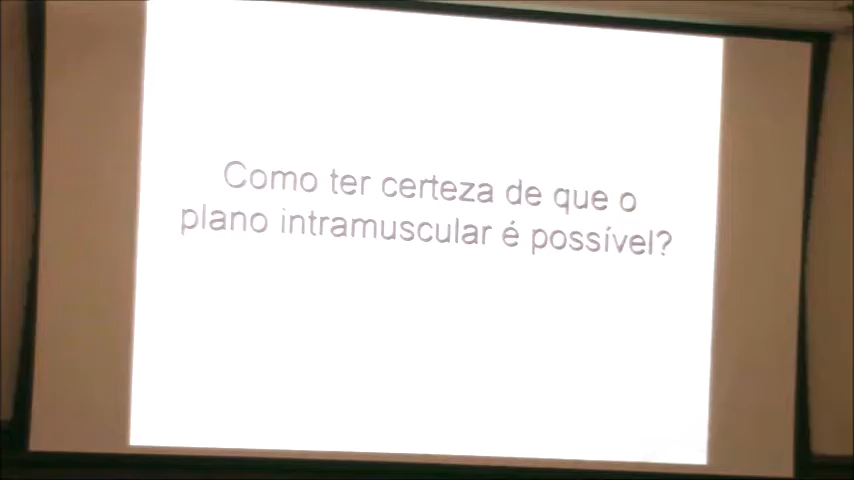 Como ter certeza de que o
plano intramuscular é possível?